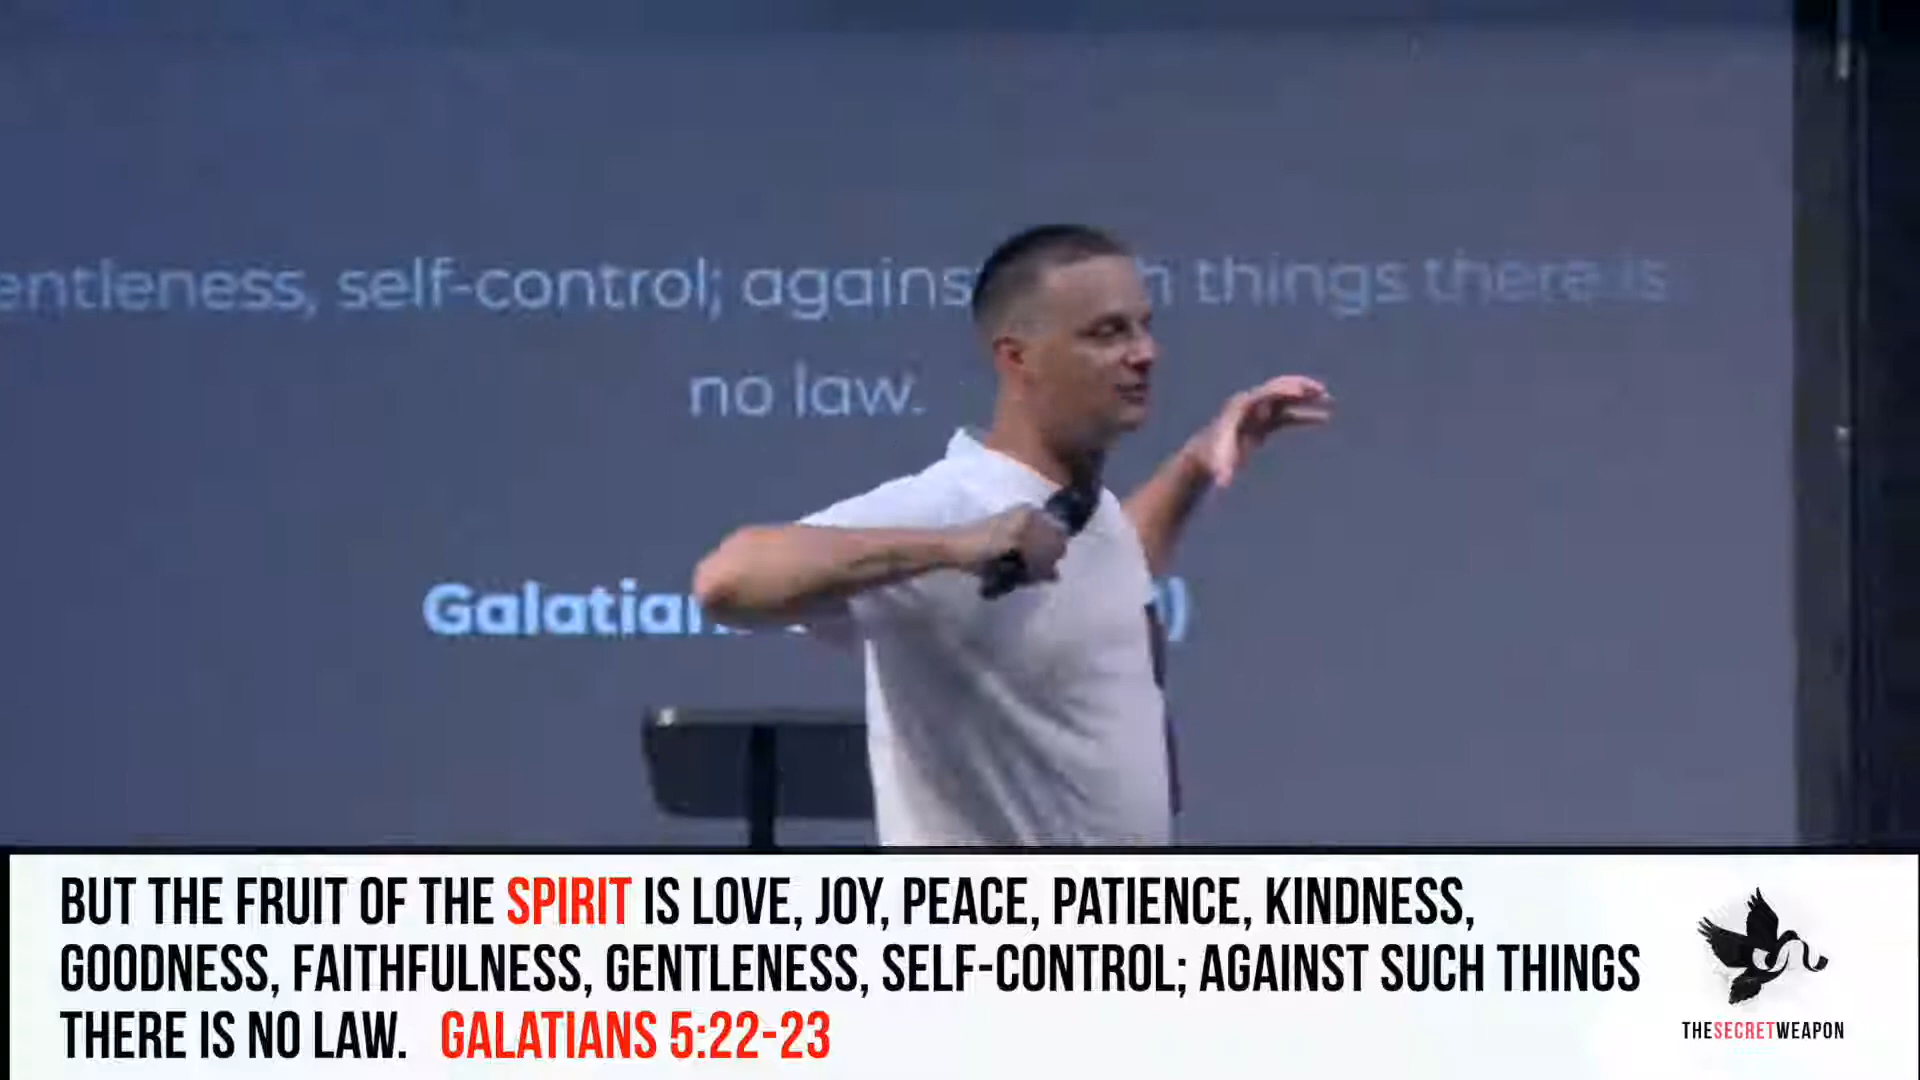 entleness, self-control; agains h things there is
no law.
Galatian )
BUT THE FRUIT OF THE SPIRIT IS LOVE, JOY, PEACE, PATIENCE, KINDNESS,
GOODNESS, FAITHFULNESS, GENTLENESS, SELF-CONTROL; AGAINST SUCH THINGS
THERE IS NO LAW. GALATIANS 5:22-23
THESECRETWEAPON